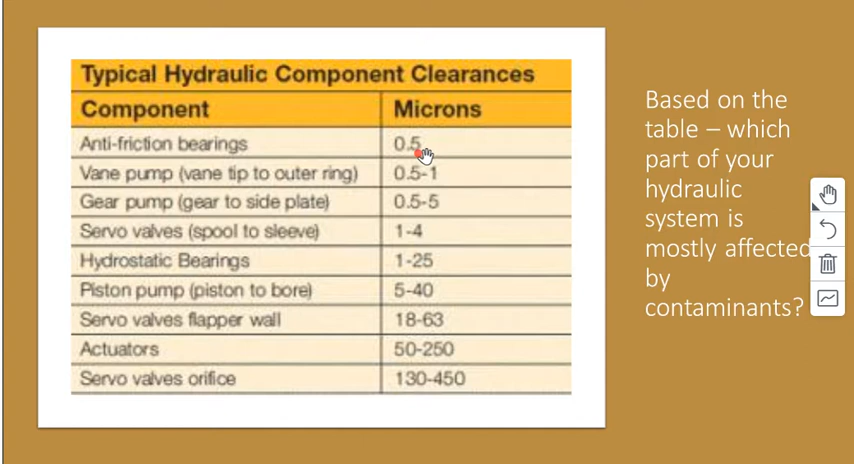 Typical Hydraulic Component Clearances
Component Microns
Anti-friction bearings 0.5
Vane pump (vane tip to outer ring) 0.5-1
Gear pump (gear to side plate) 0.5-5
Servo valves (spool to sleeve) 1-4
Hydrostatic Bearings 1-25
Piston pump (piston to bore) 5-40
Servo valves flapper wall 18-63
Actuators 50-250
Servo valves orifice 130-450
Based on the
table – which
part of your
hydraulic
system is
mostly affected
by
contaminants?